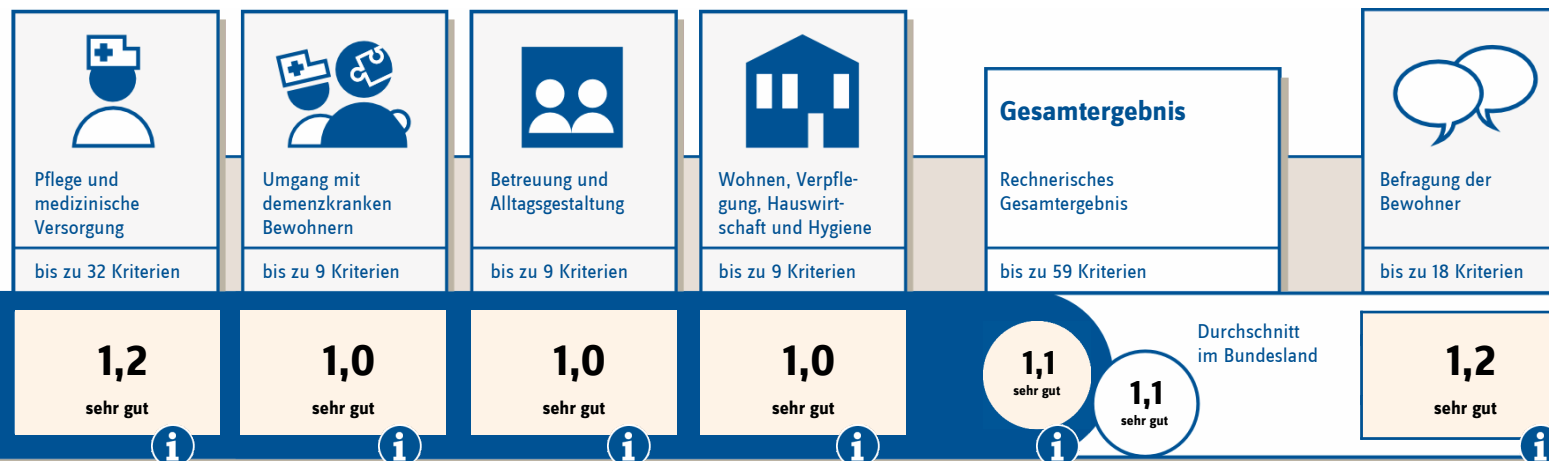 Pflege und
medizinische
Versorgung
bis zu 32 Kriterien
1,2
sehr gut
i
Umgang mit
demenzkranken
Bewohnern
bis zu 9 Kriterien
1,0
sehr gut
i
Betreuung und
Alltagsgestaltung
bis zu 9 Kriterien
1,0
sehr gut
i
Wohnen, Verpfle-
gung, Hauswirt-
schaft und Hygiene
bis zu 9 Kriterien
1,0
sehr gut
i
Gesamtergebnis
Rechnerisches
Gesamtergebnis
bis zu 59 Kriterien
1,1
sehr gut
i
Durchschnitt
im Bundesland
1,1
sehr gut
Befragung der
Bewohner
bis zu 18 Kriterien
1,2
sehr gut
i